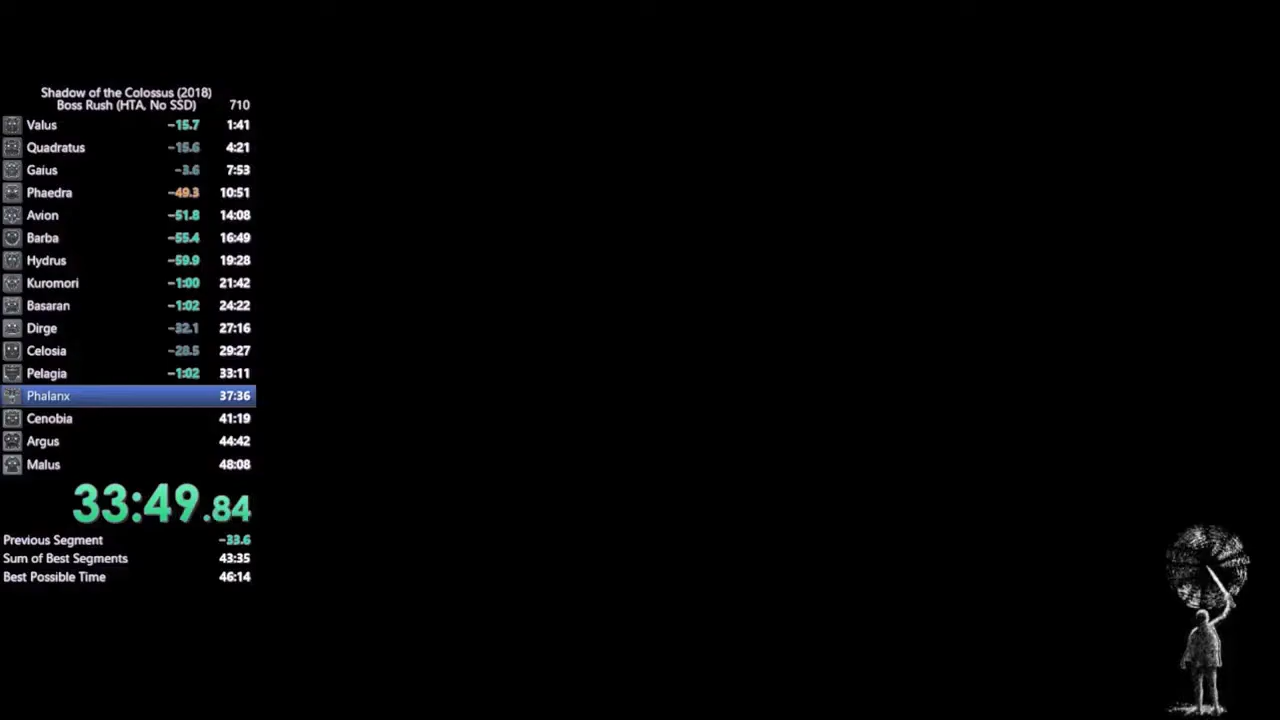 Shadow of the Colossus (2018)
Boss Rush (HTA, No SSD) 710
Valus -15.7 1:41
Quadratus -15.6 4:21
Gaius -3.6 7:53
Phaedra -49.3 10:51
Avion -51.8 14:08
Barba -55.4 16:49
Hydrus -59.9 19:28
Kuromori -1:00 21:42
Basaran -1:02 24:22
Dirge -32.1 27:16
Celosia -28.5 29:27
Pelagia -1:02 33:11
Phalanx 37:36
Cenobia 41:19
Argus 44:42
Malus 48:08
33:49.84
Previous Segment -33.6
Sum of Best Segments 43:35
Best Possible Time 46:14